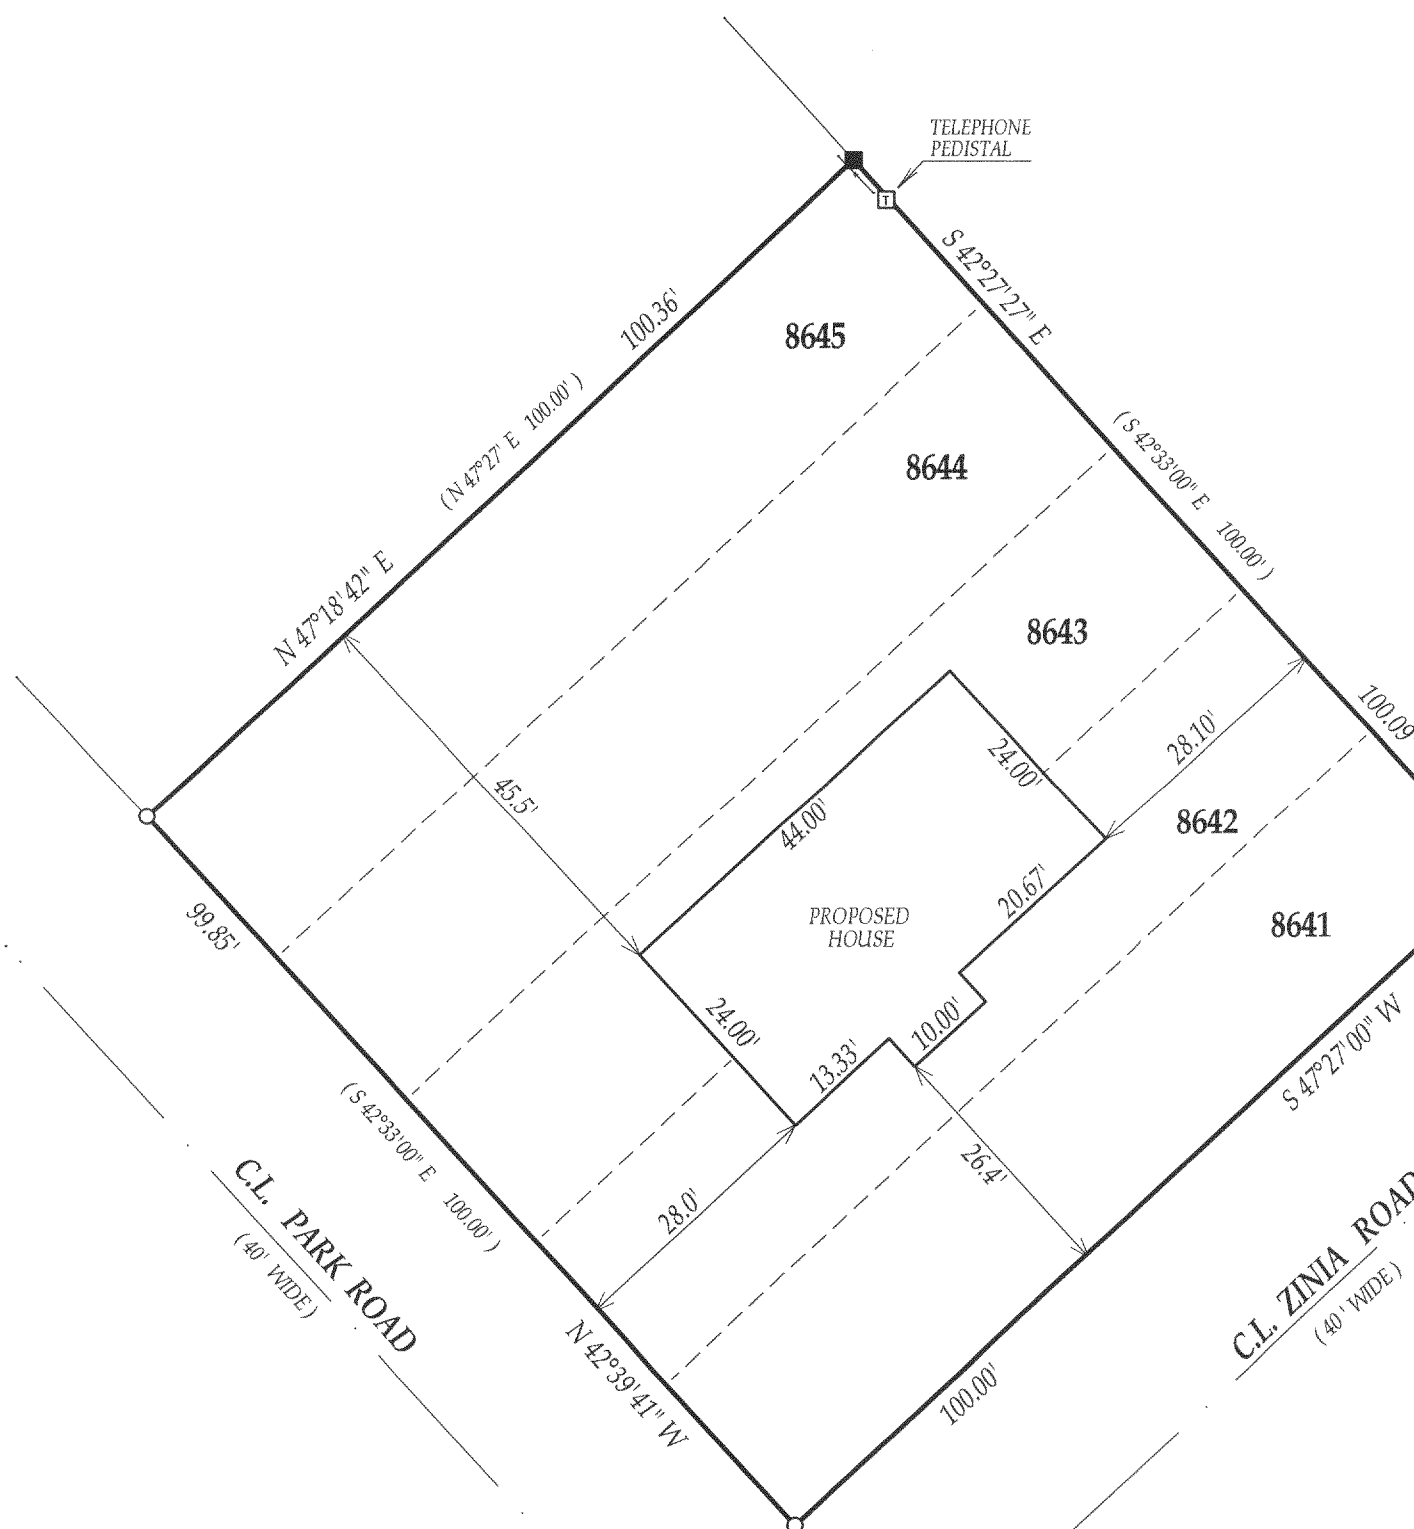 TELEPHONE
PEDISTAL
T
S 42°27'27" E
8645
100.36'
(N 47°27' E 100.00')
N 47°18'42" E
8644
(S 42°33'00" E 100.00')
8643
100.09
28.10'
24.00'
45.5'
44.00'
8642
20.67'
PROPOSED
HOUSE
8641
99.85'
24.00'
10.00'
13.33'
S 47°27'00" W
(S 42°33'00" E 100.00')
26.4'
28.0'
C.L. PARK ROAD
(40' WIDE)
C.L. ZINIA ROAD
(40' WIDE)
N 42°39'41" W
100.00'